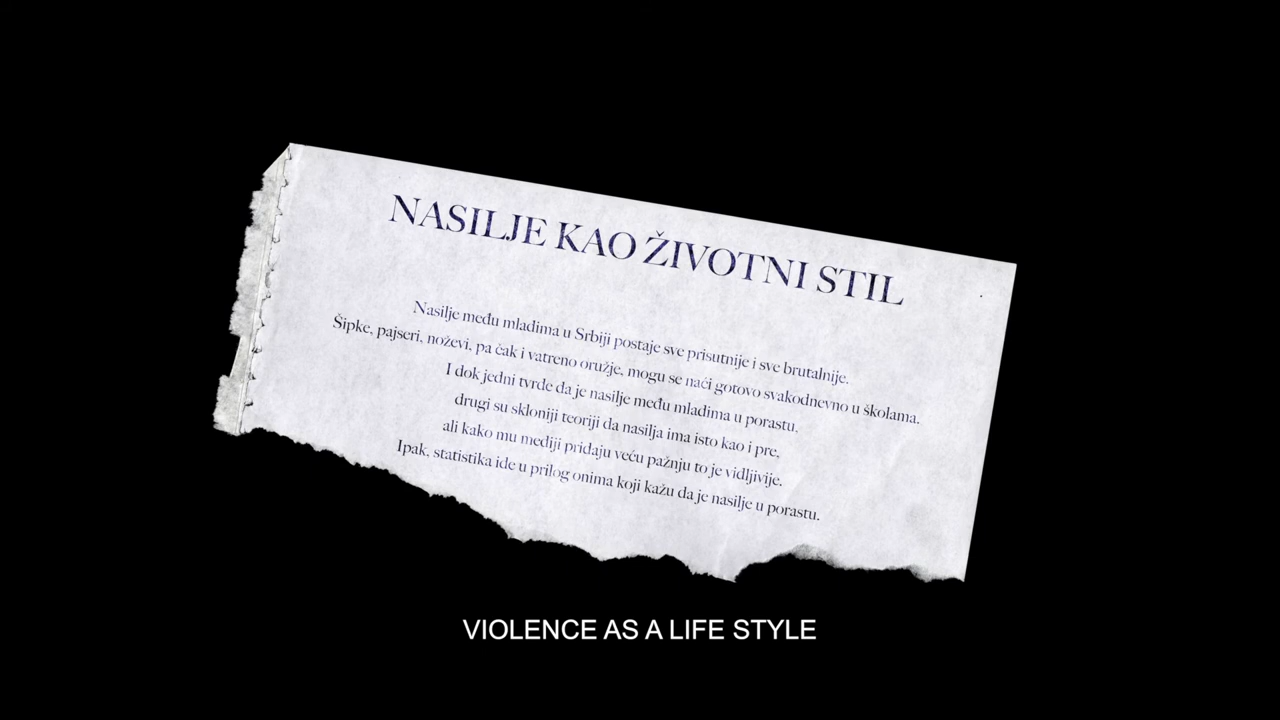 NASILJE KAO ŽIVOTNI STIL
Nasilje među mladima u Srbiji postaje sve prisutnije i sve brutalnije.
Šipke, pajseri, noževi, pa čak i vatreno oružje, mogu se naći gotovo svakodnevno u školama.
I dok jedni tvrde da je nasilje među mladima u porastu,
drugi su skloniji teoriji da nasilja ima isto kao i pre,
ali kako mu mediji pridaju veću pažnju to je vidljivije.
Ipak, statistika ide u prilog onima koji kažu da je nasilje u porastu.
VIOLENCE AS A LIFE STYLE